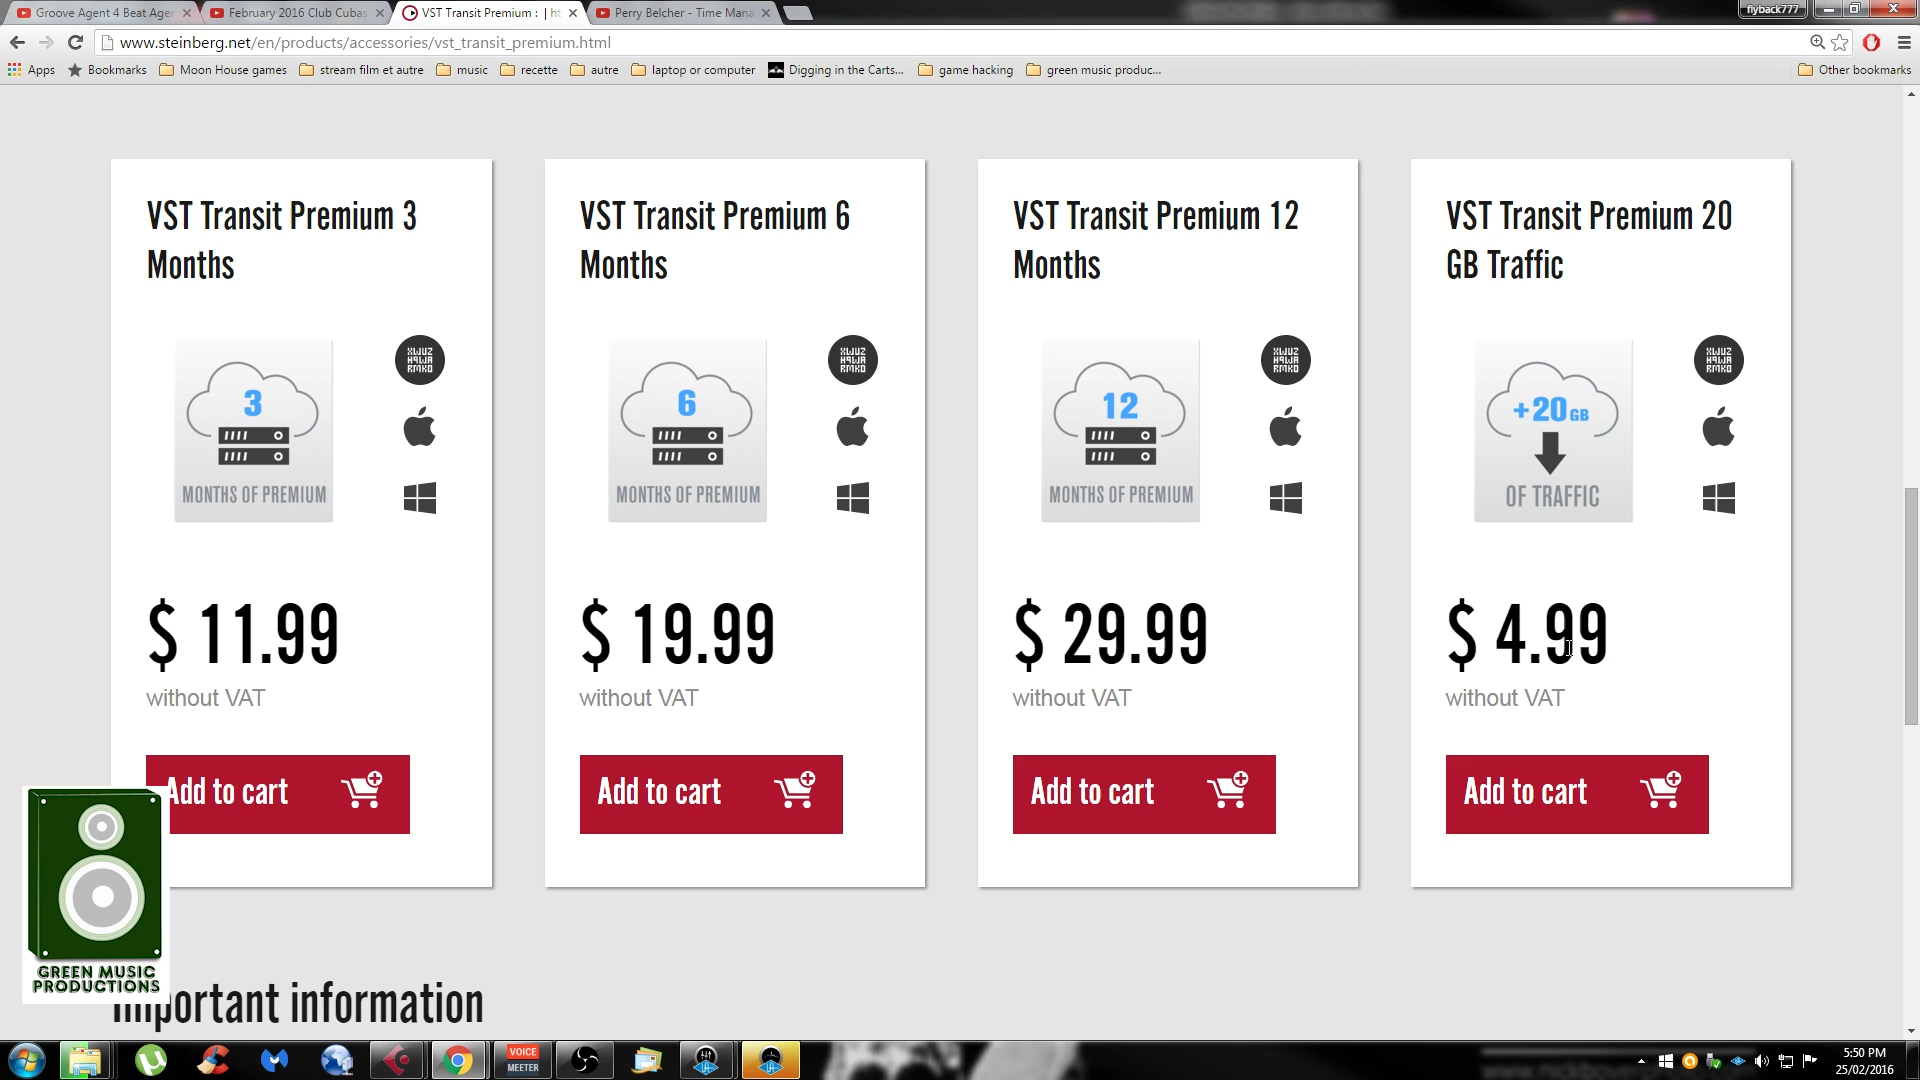 Groove Agent 4 Beat Agen
February 2016 Club Cubas
VST Transit Premium : | ht
Perry Belcher - Time Mana
flyback777
www.steinberg.net/en/products/accessories/vst_transit_premium.html
Apps
Bookmarks
Moon House games
stream film et autre
music
recette
autre
laptop or computer
Digging in the Carts...
game hacking
green music produc...
Other bookmarks
VST Transit Premium 3
Months
3
MONTHS OF PREMIUM
$ 11.99
without VAT
Add to cart
VST Transit Premium 6
Months
6
MONTHS OF PREMIUM
$ 19.99
without VAT
Add to cart
VST Transit Premium 12
Months
12
MONTHS OF PREMIUM
$ 29.99
without VAT
Add to cart
VST Transit Premium 20
GB Traffic
+20 GB
OF TRAFFIC
$ 4.99
without VAT
Add to cart
GREEN MUSIC
PRODUCTIONS
Important information
VOICE
MEETER
5:50 PM
25/02/2016